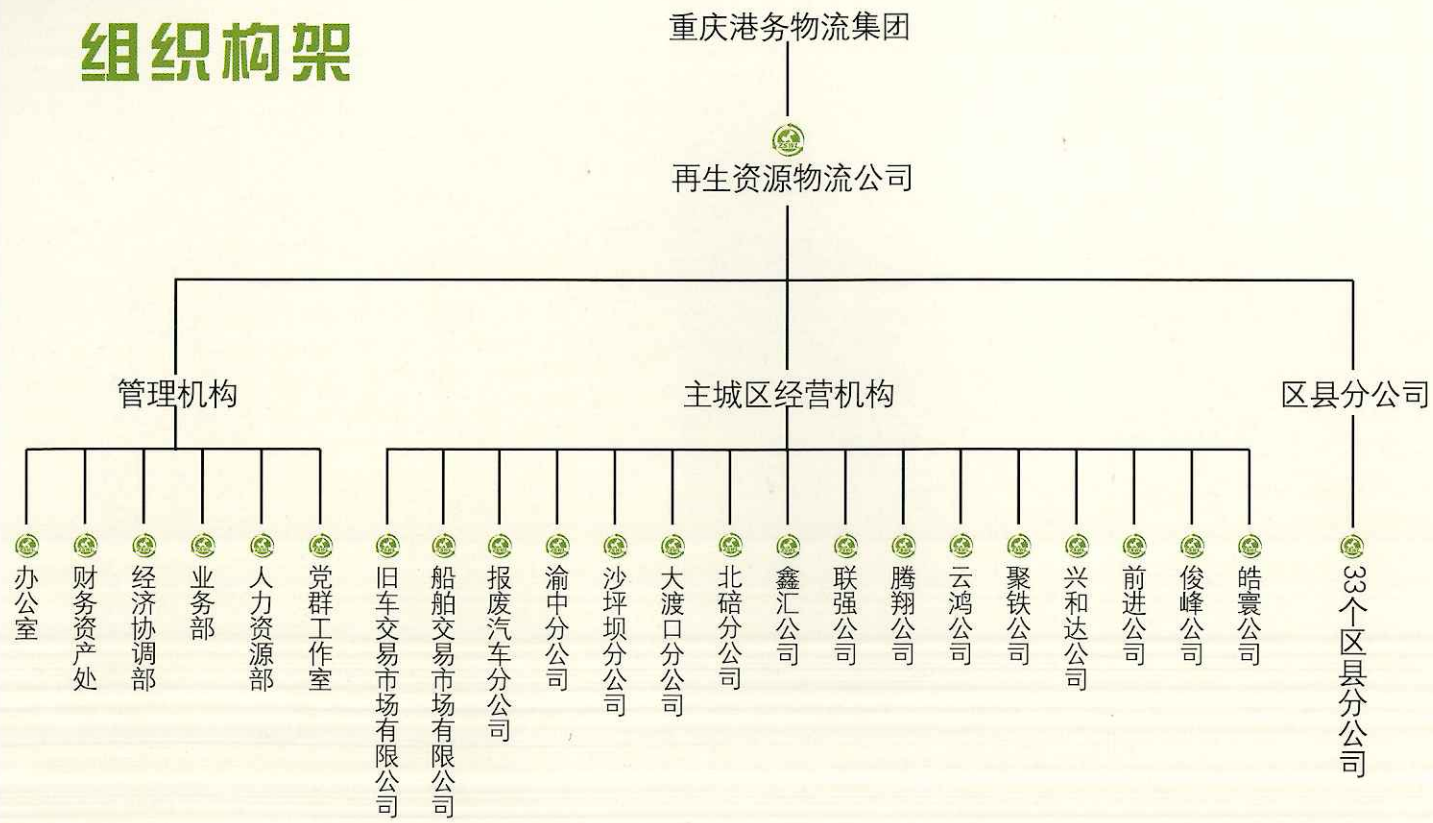 组织构架
重庆港务物流集团
再生资源物流公司
管理机构
主城区经营机构
区县分公司
办公室
财务资产处
经济协调部
业务部
人力资源部
党群工作室
旧车交易市场有限公司
船舶交易市场有限公司
报废汽车分公司
渝中分公司
沙坪坝分公司
大渡口分公司
北碚分公司
鑫汇公司
联强公司
腾翔公司
云鸿公司
聚铁公司
兴和达公司
前进公司
俊峰公司
皓寰公司
33个区县分公司